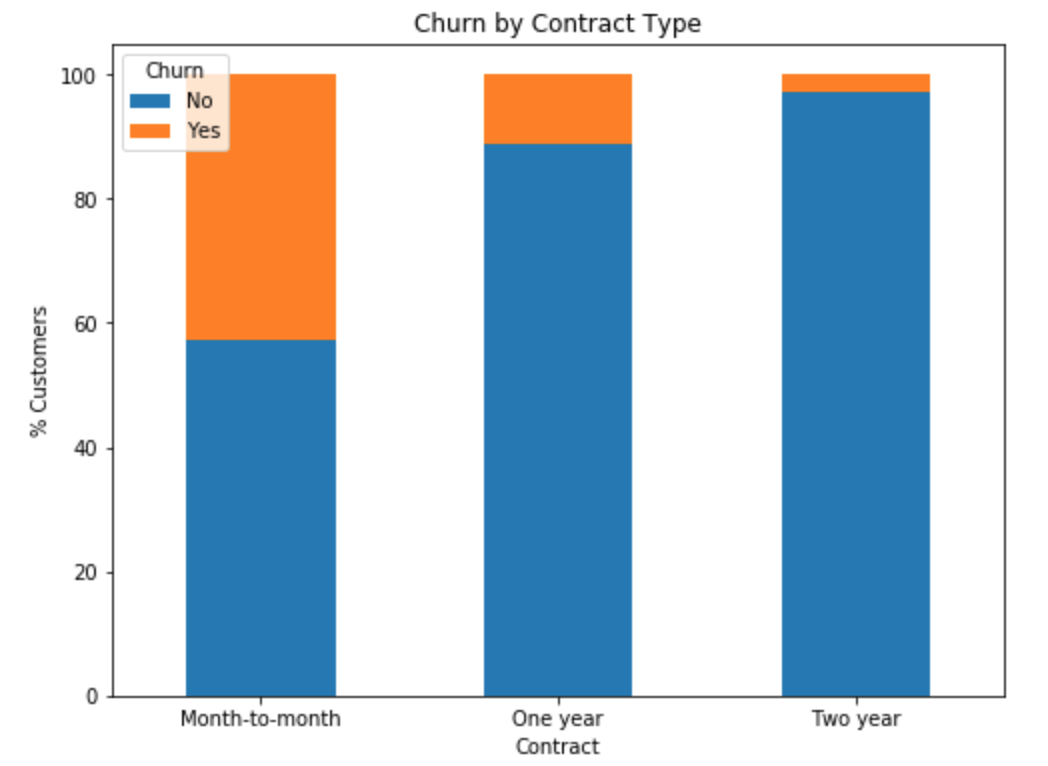 Churn by Contract Type
Churn
No
Yes
100
80
60
40
20
0
% Customers
Month-to-month One year Two year
Contract